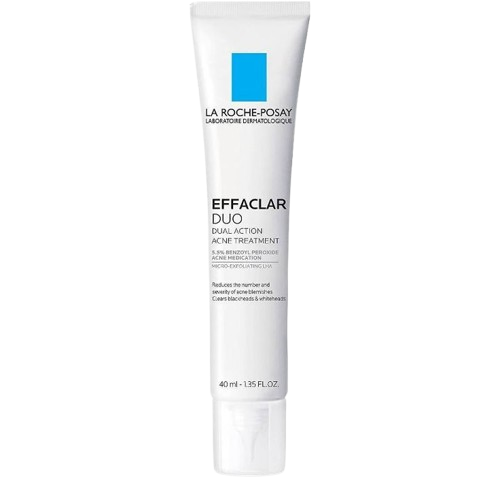 LA ROCHE-POSAY
LABORATOIRE DERMATOLOGIQUE
EFFACLAR
DUO
DUAL ACTION
ACNE TREATMENT
5.5% BENZOYL PEROXIDE
ACNE MEDICATION
MICRO-EXFOLIATING LHA
Reduces the number and
severity of acne blemishes
Clears blackheads & whiteheads
40 ml - 1.35 FL.OZ.